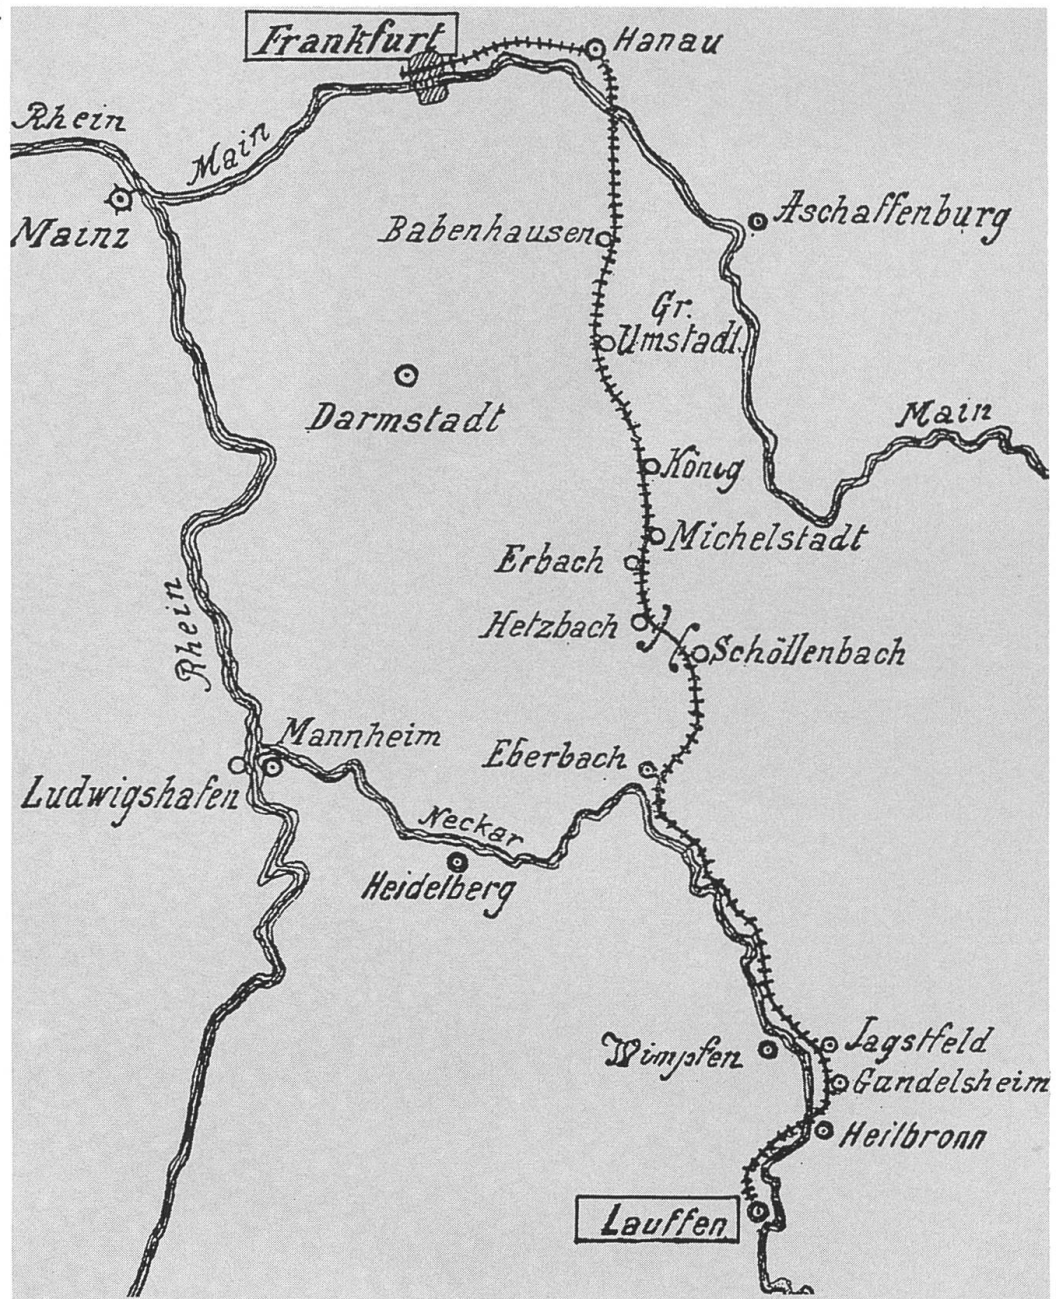 Frankfurt
Hanau
Rhein
Main
Mainz
Aschaffenburg
Babenhausen
Gr.
Umstadt.
Darmstadt
Main
König
Michelstadt
Erbach
Rhein
Hetzbach
Schöllenbach
Mannheim
Eberbach
Ludwigshafen
Neckar
Heidelberg
Wimpfen
Jagstfeld
Gundelsheim
Heilbronn
Lauffen